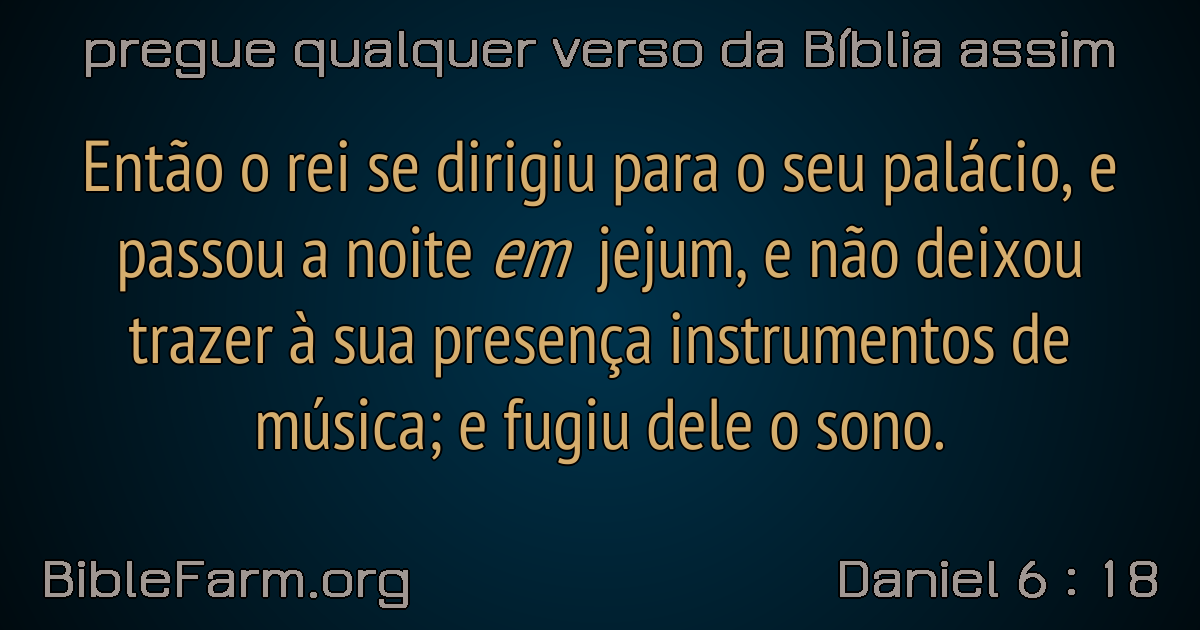 pregue qualquer verso da Bíblia assim
Então o rei se dirigiu para o seu palácio, e
passou a noite em jejum, e não deixou
trazer à sua presença instrumentos de
música; e fugiu dele o sono.
BibleFarm.org
Daniel 6 : 18